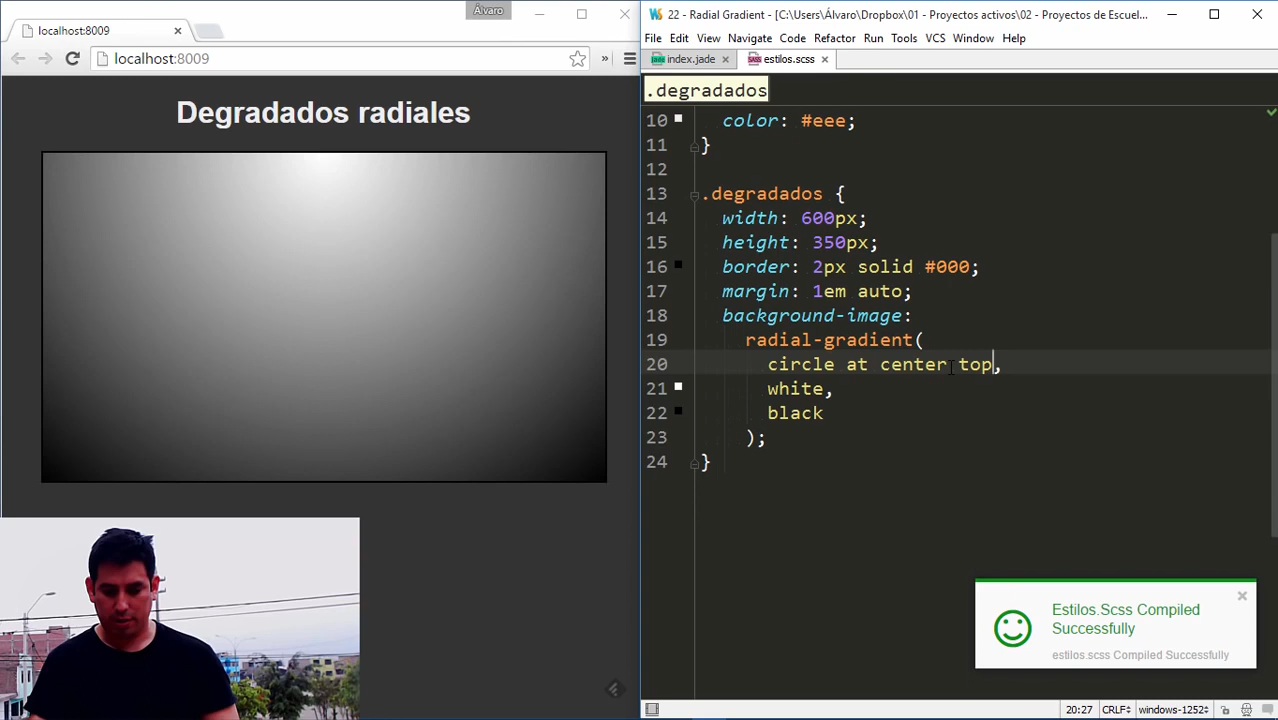 Álvaro
localhost:8009
localhost:8009
»
Degradados radiales
22 - Radial Gradient - [C:\Users\Álvaro\Dropbox\01 - Proyectos activos\02 - Proyectos de Escuel...
File Edit View Navigate Code Refactor Run Tools VCS Window Help
index.jade
estilos.scss
.degradados
10 color: #eee;
11 }
12
13 .degradados {
14 width: 600px;
15 height: 350px;
16 border: 2px solid #000;
17 margin: 1em auto;
18 background-image:
19 radial-gradient(
20 circle at center top,
21 white,
22 black
23 );
24 }
Estilos.Scss Compiled
Successfully
estilos.scss Compiled Successfully
20:27 CRLF windows-1252